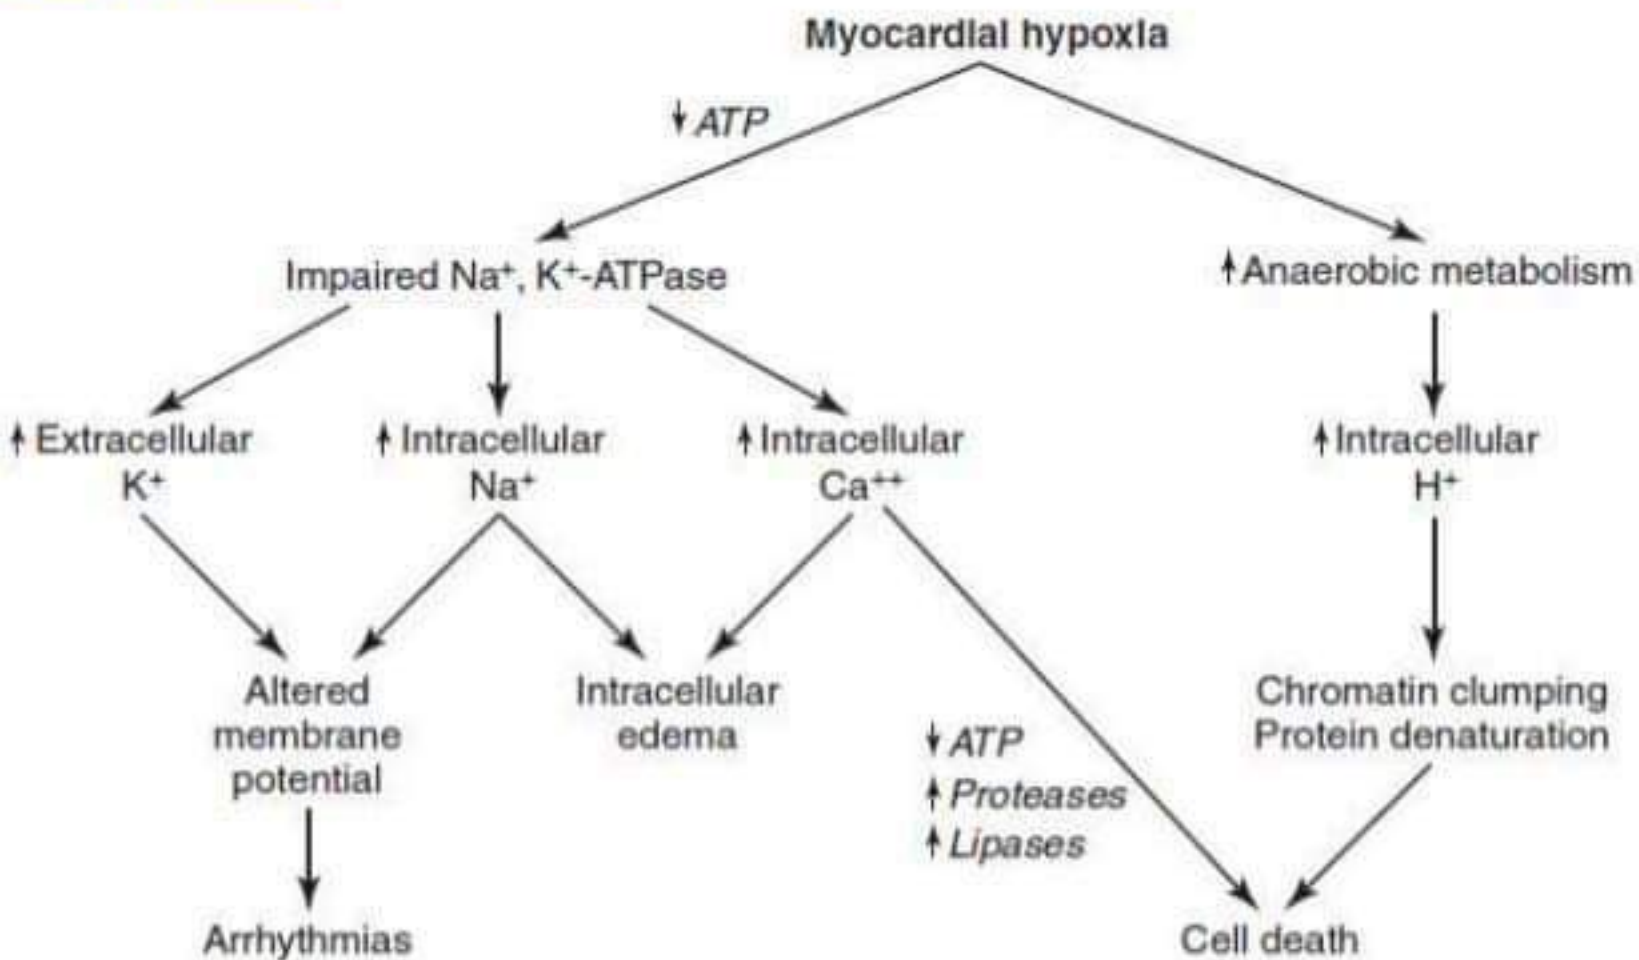 Myocardial hypoxia
↓ ATP
Impaired Na⁺, K⁺-ATPase
↑ Anaerobic metabolism
↑ Extracellular
K⁺
↑ Intracellular
Na⁺
↑ Intracellular
Ca⁺⁺
↑ Intracellular
H⁺
Altered
membrane
potential
Intracellular
edema
↓ ATP
↑ Proteases
↑ Lipases
Chromatin clumping
Protein denaturation
Arrhythmias
Cell death